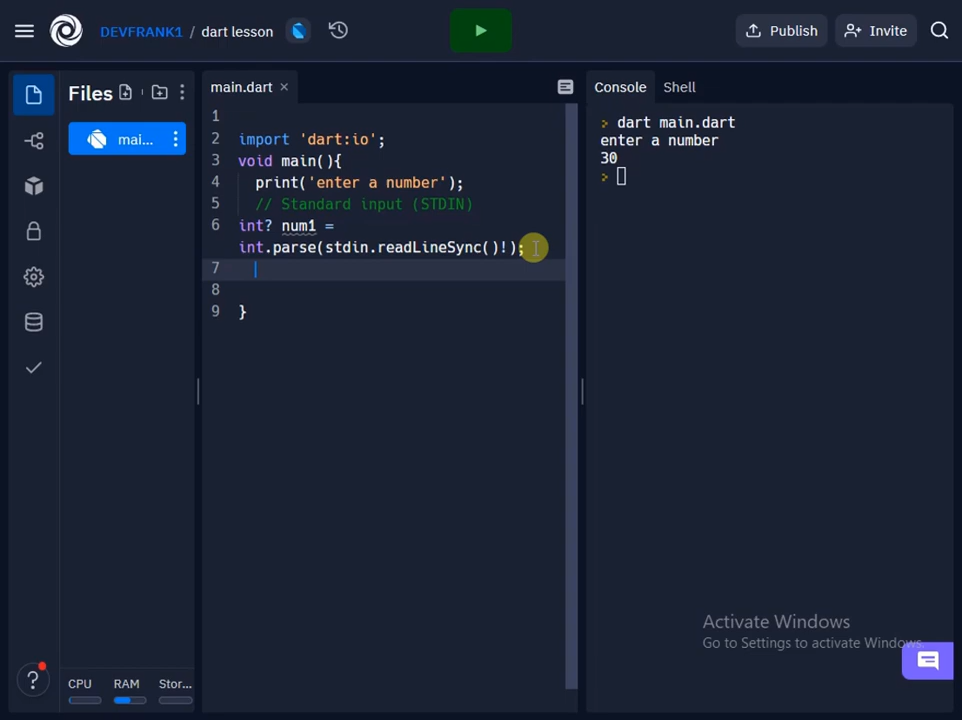 DEVFRANK1 / dart lesson
Publish
Invite
Files
mai...
main.dart
Console
Shell
1
2 import 'dart:io';
3 void main(){
4 print('enter a number');
5 // Standard input (STDIN)
6 int? num1 =
int.parse(stdin.readLineSync()!);
7
8
9 }
> dart main.dart
enter a number
30
>
Activate Windows
Go to Settings to activate Windows.
?
CPU RAM Stor...